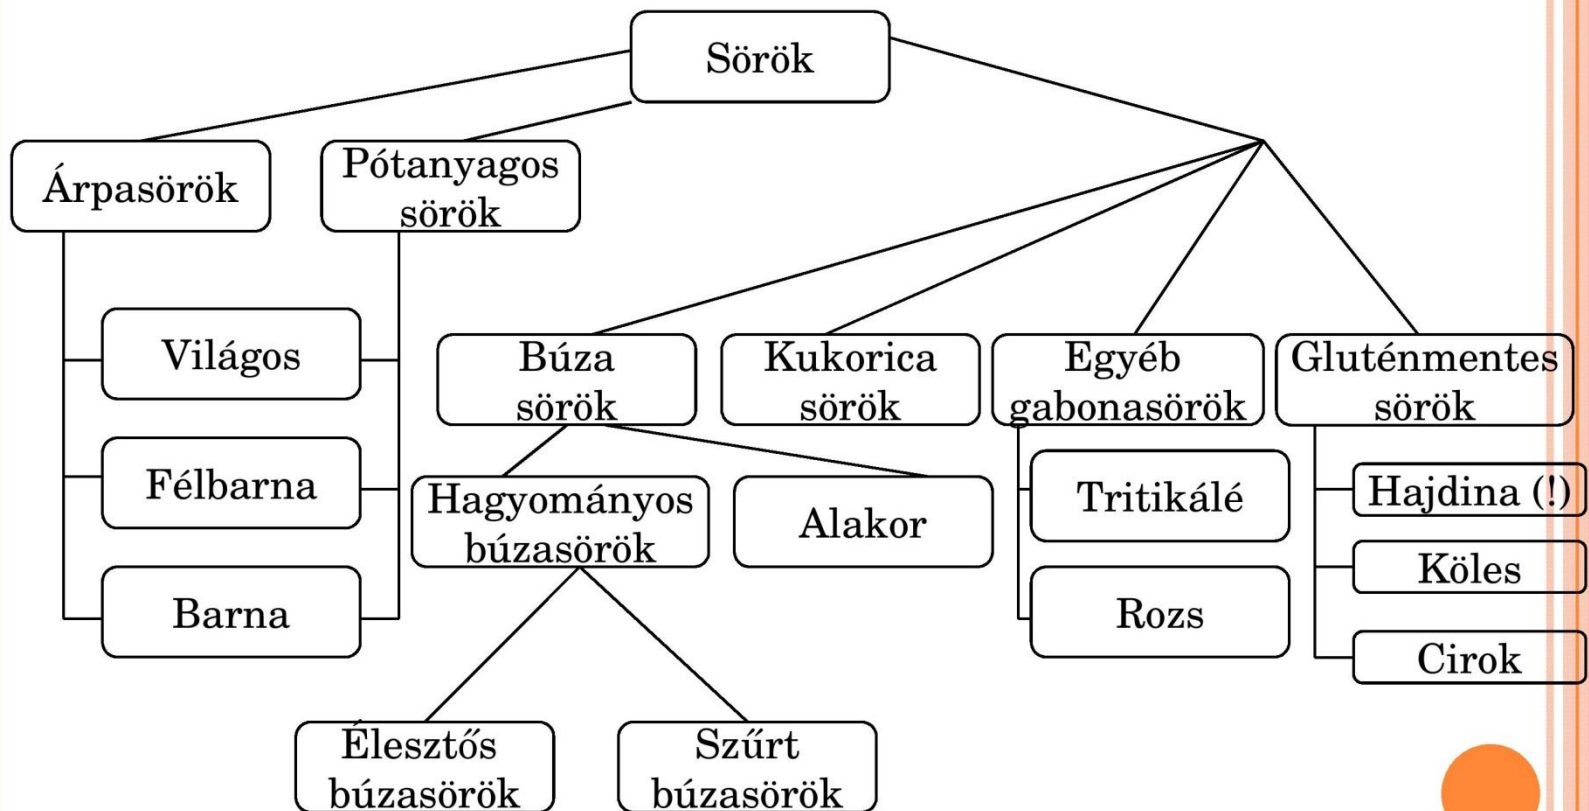 Sörök
Árpasörök
Pótanyagos
sörök
Világos
Félbarna
Barna
Búza
sörök
Kukorica
sörök
Egyéb
gabonasörök
Gluténmentes
sörök
Hagyományos
búzasörök
Alakor
Tritikálé
Rozs
Hajdina (!)
Köles
Cirok
Élesztős
búzasörök
Szűrt
búzasörök